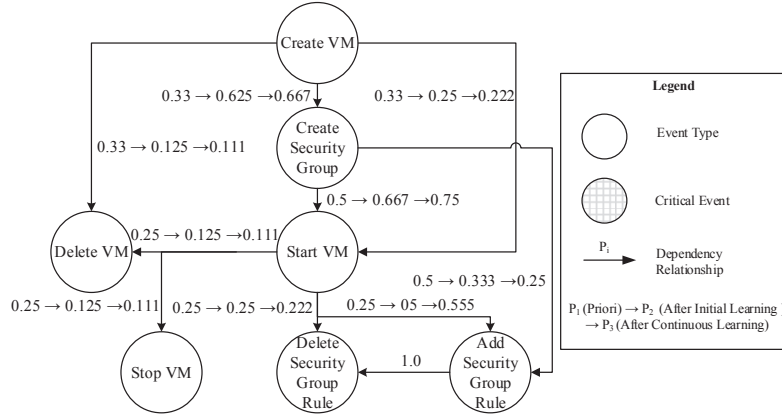 Create VM
0.33 → 0.625 →0.667
0.33 → 0.25 →0.222
Create
Security
Group
0.33 → 0.125 →0.111
0.5 → 0.667 →0.75
Delete VM
0.25 → 0.125 →0.111
Start VM
0.5 → 0.333 →0.25
0.25 → 0.125 →0.111
0.25 → 0.25 →0.222
0.25 → 05 →0.555
Stop VM
Delete
Security
Group
Rule
1.0
Add
Security
Group
Rule
Legend
Event Type
Critical Event
Pi
Dependency
Relationship
P1 (Priori) → P2 (After Initial Learning )
→ P3 (After Continuous Learning)